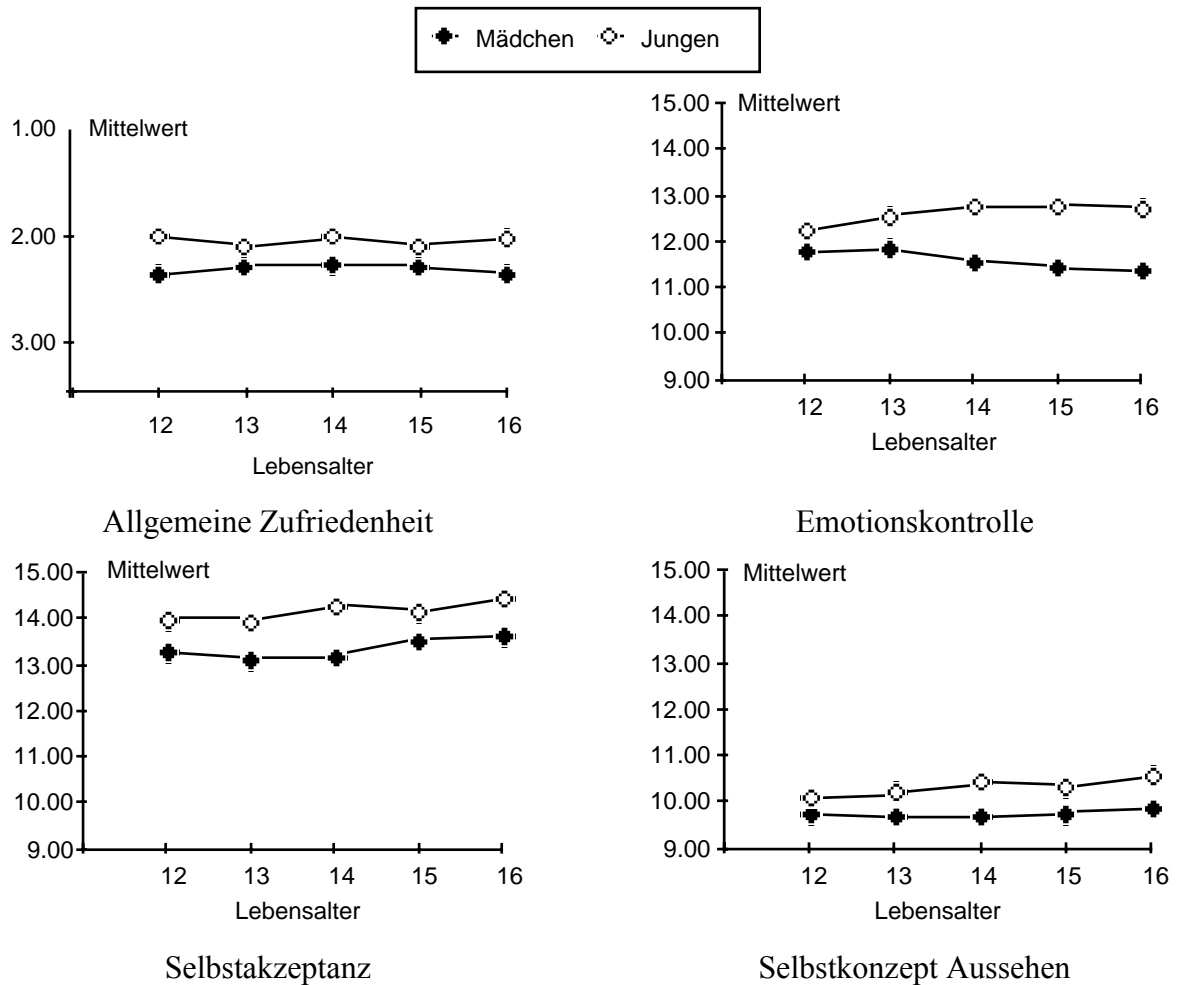 Mädchen Jungen
1.00 Mittelwert
2.00
3.00
12 13 14 15 16
Lebensalter
Allgemeine Zufriedenheit
15.00 Mittelwert
14.00
13.00
12.00
11.00
10.00
9.00
12 13 14 15 16
Lebensalter
Emotionskontrolle
15.00 Mittelwert
14.00
13.00
12.00
11.00
10.00
9.00
12 13 14 15 16
Lebensalter
Selbstakzeptanz
15.00 Mittelwert
14.00
13.00
12.00
11.00
10.00
9.00
12 13 14 15 16
Lebensalter
Selbstkonzept Aussehen